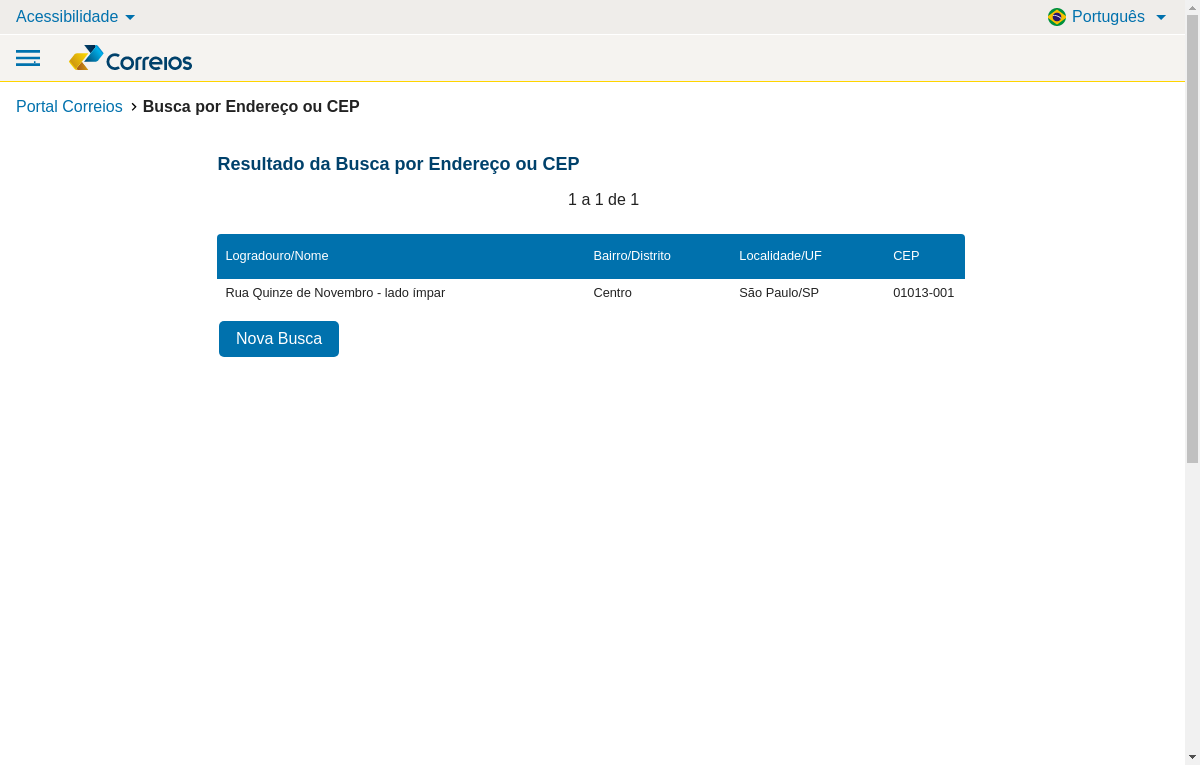 Acessibilidade
Português
Correios
Portal Correios Busca por Endereço ou CEP
Resultado da Busca por Endereço ou CEP
1 a 1 de 1
Logradouro/Nome Bairro/Distrito Localidade/UF CEP
Rua Quinze de Novembro - lado ímpar Centro São Paulo/SP 01013-001
Nova Busca